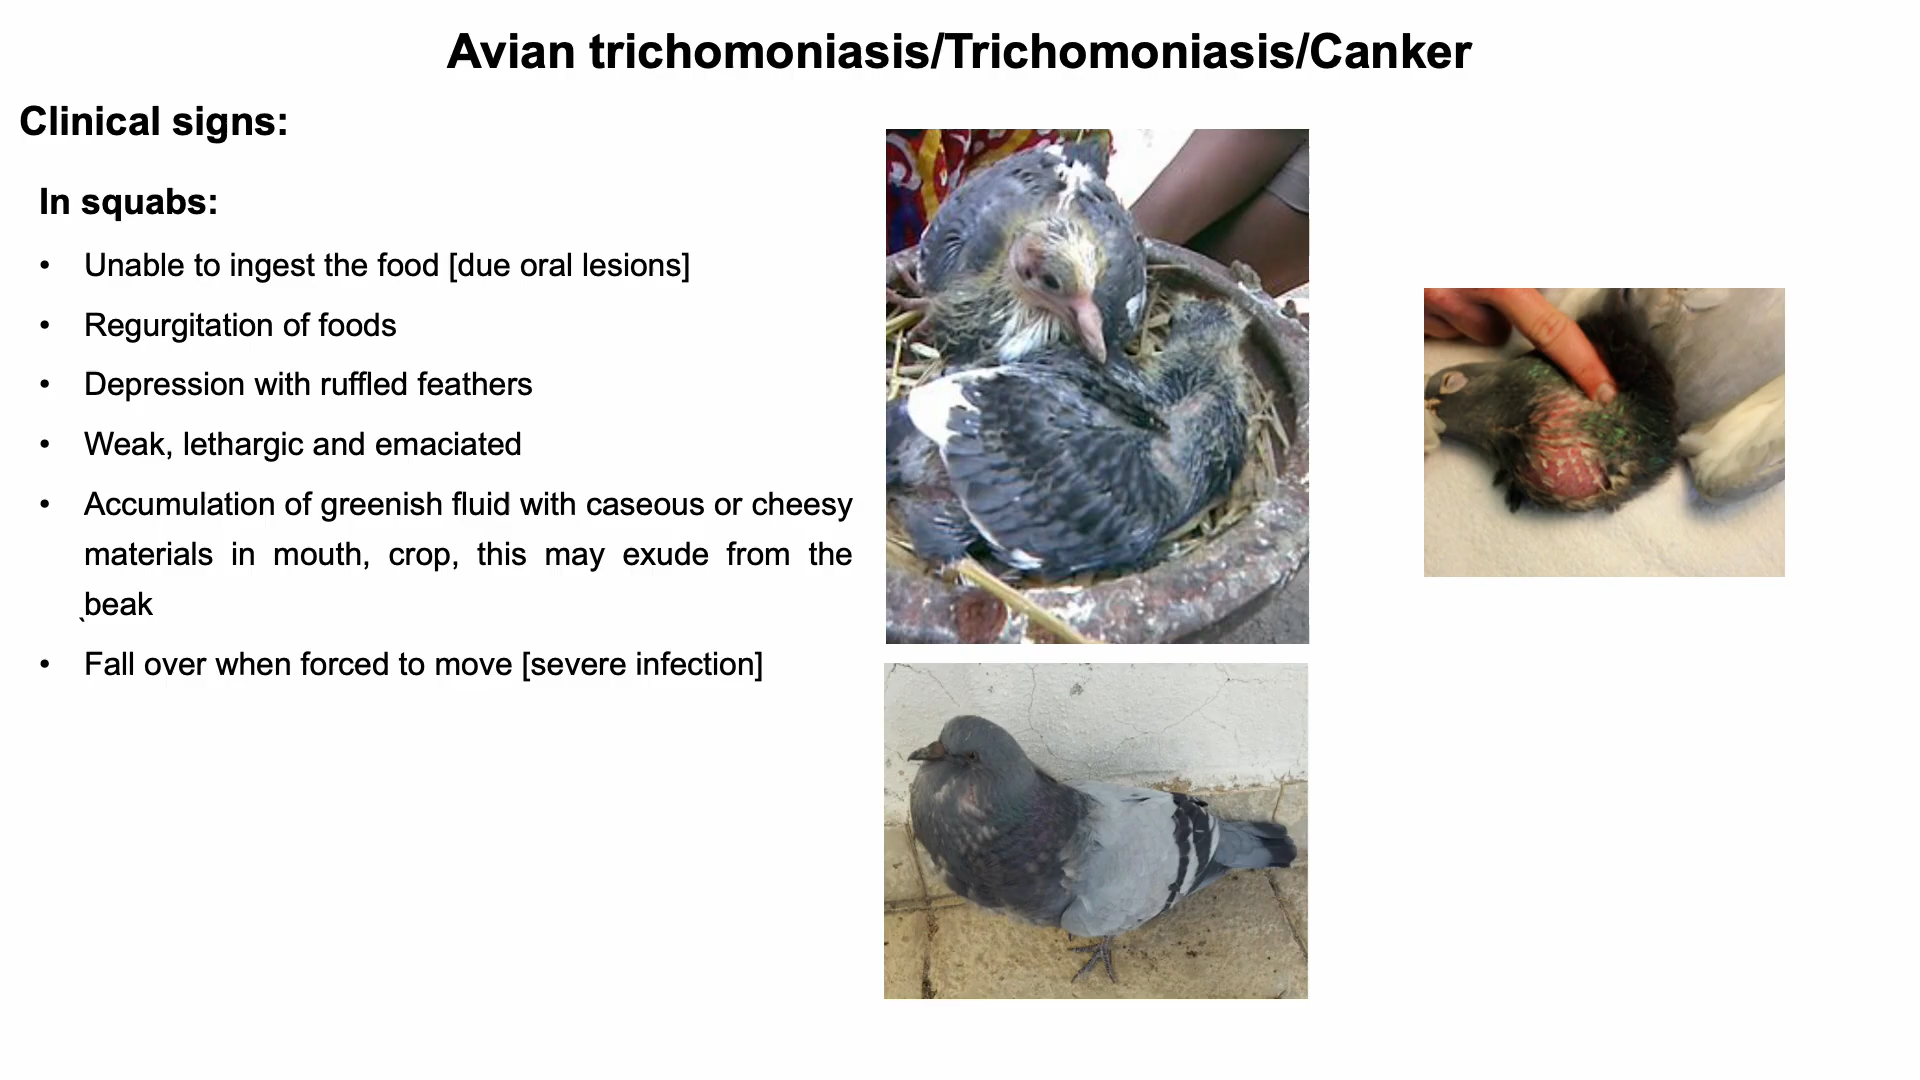 Avian trichomoniasis/Trichomoniasis/Canker
Clinical signs:
In squabs:
• Unable to ingest the food [due oral lesions]
• Regurgitation of foods
• Depression with ruffled feathers
• Weak, lethargic and emaciated
• Accumulation of greenish fluid with caseous or cheesy
materials in mouth, crop, this may exude from the
beak
• Fall over when forced to move [severe infection]